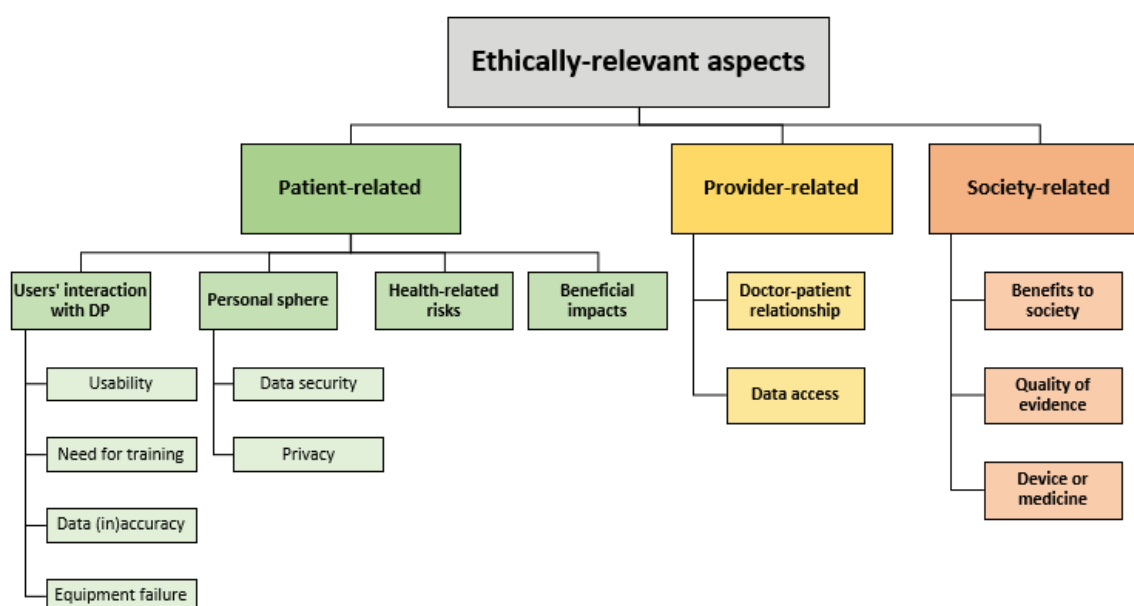 Ethically-relevant aspects
Patient-related
Provider-related
Society-related
Users' interaction
with DP
Personal sphere
Health-related
risks
Beneficial
impacts
Doctor-patient
relationship
Benefits to
society
Usability
Data security
Data access
Quality of
evidence
Need for training
Privacy
Device or
medicine
Data (in)accuracy
Equipment failure